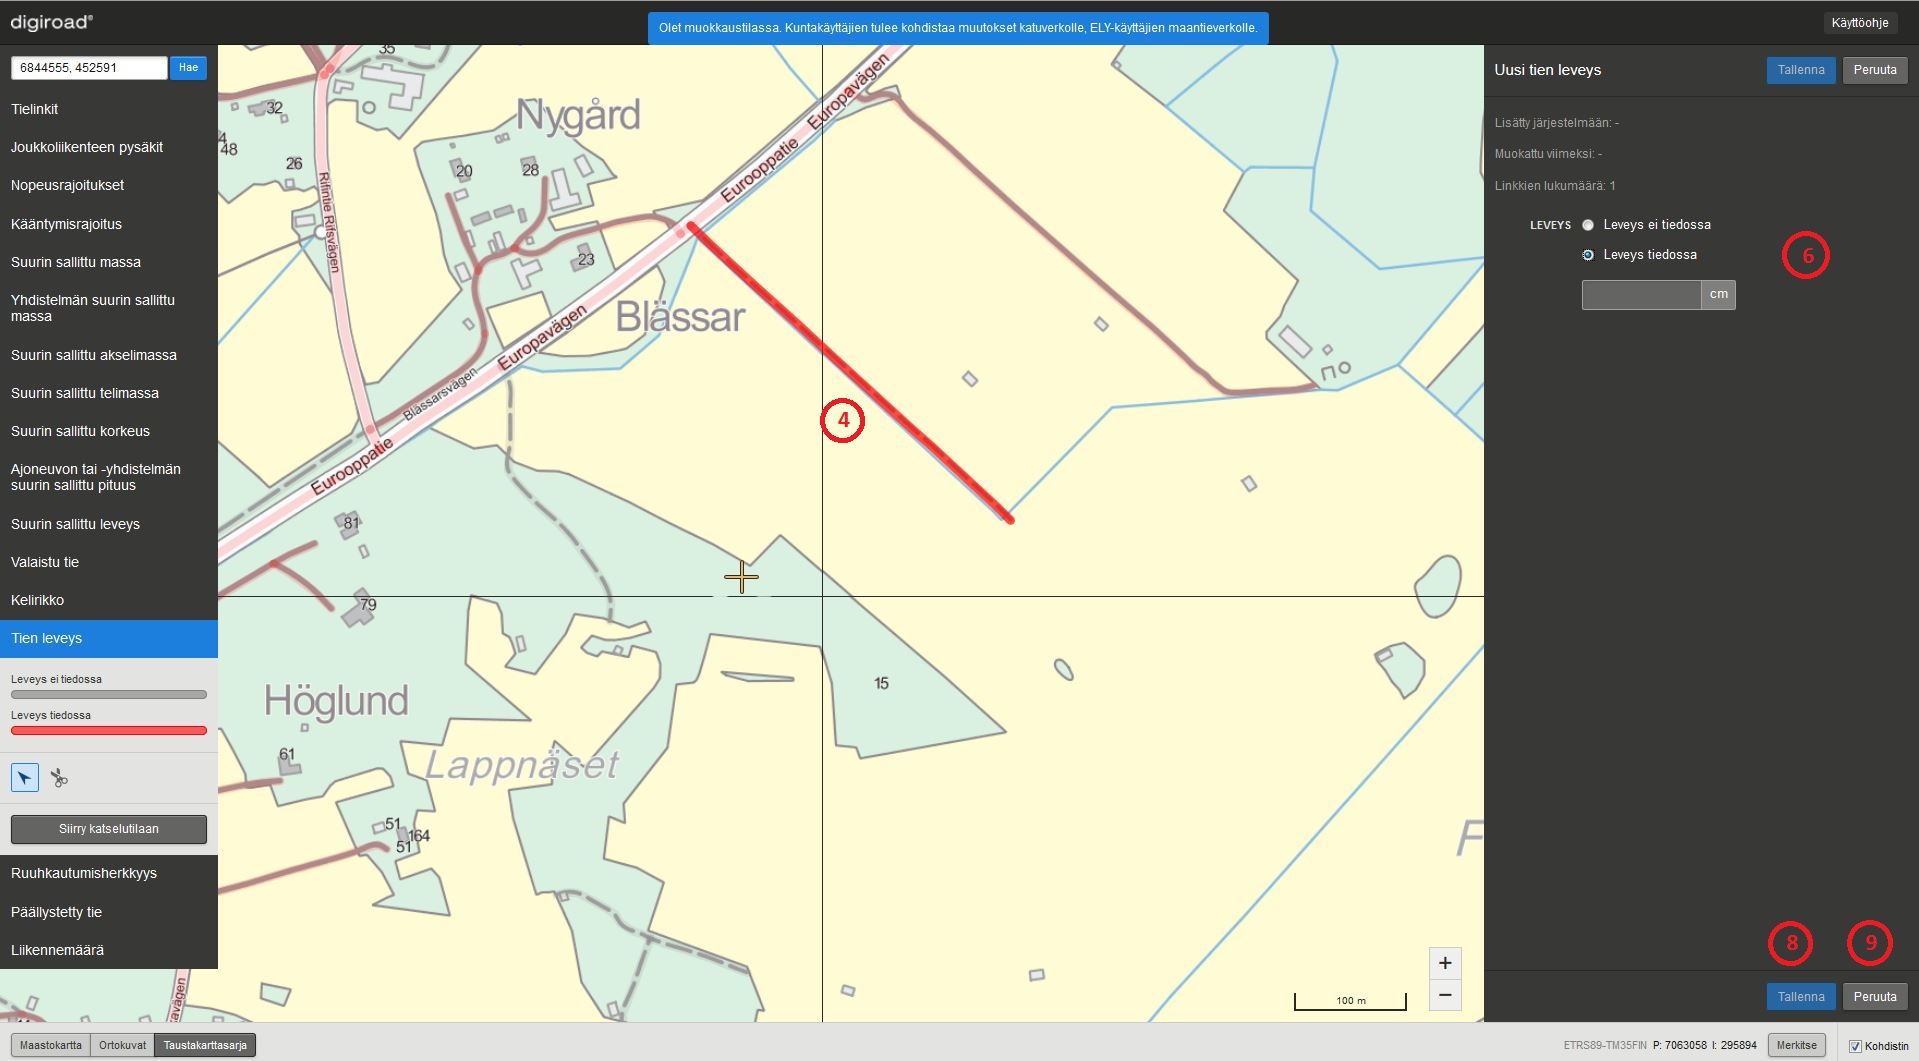 digiroad®
Olet muokkaustilassa. Kuntakäyttäjien tulee kohdistaa muutokset katuverkolle, ELY-käyttäjien maantieverkolle.
Käyttöohje
6844555, 452591
Hae
Tielinkit
Joukkoliikenteen pysäkit
Nopeusrajoitukset
Kääntymisrajoitus
Suurin sallittu massa
Yhdistelmän suurin sallittu
massa
Suurin sallittu akselimassa
Suurin sallittu telimassa
Suurin sallittu korkeus
Ajoneuvon tai -yhdistelmän
suurin sallittu pituus
Suurin sallittu leveys
Valaistu tie
Kelirikko
Tien leveys
Leveys ei tiedossa
Leveys tiedossa
Siirry katselutilaan
Ruuhkautumisherkkyys
Päällystetty tie
Liikennemäärä
35
32
48
26
Nygård
20
28
23
Rifintie Rifsvägen
Eurooppatie
Europavägen
Blässar
Europavägen
Blässarsvägen
Eurooppatie
4
81
79
15
Höglund
61
Lappnäset
51
164
51
F
100 m
+
−
Uusi tien leveys
Tallenna
Peruuta
Lisätty järjestelmään: -
Muokattu viimeksi: -
Linkkien lukumäärä: 1
LEVEYS
Leveys ei tiedossa
Leveys tiedossa
6
cm
8
9
Tallenna
Peruuta
Maastokartta
Ortokuvat
Taustakarttasarja
ETRS89-TM35FIN P: 7063058 I: 295894
Merkitse
Kohdistin